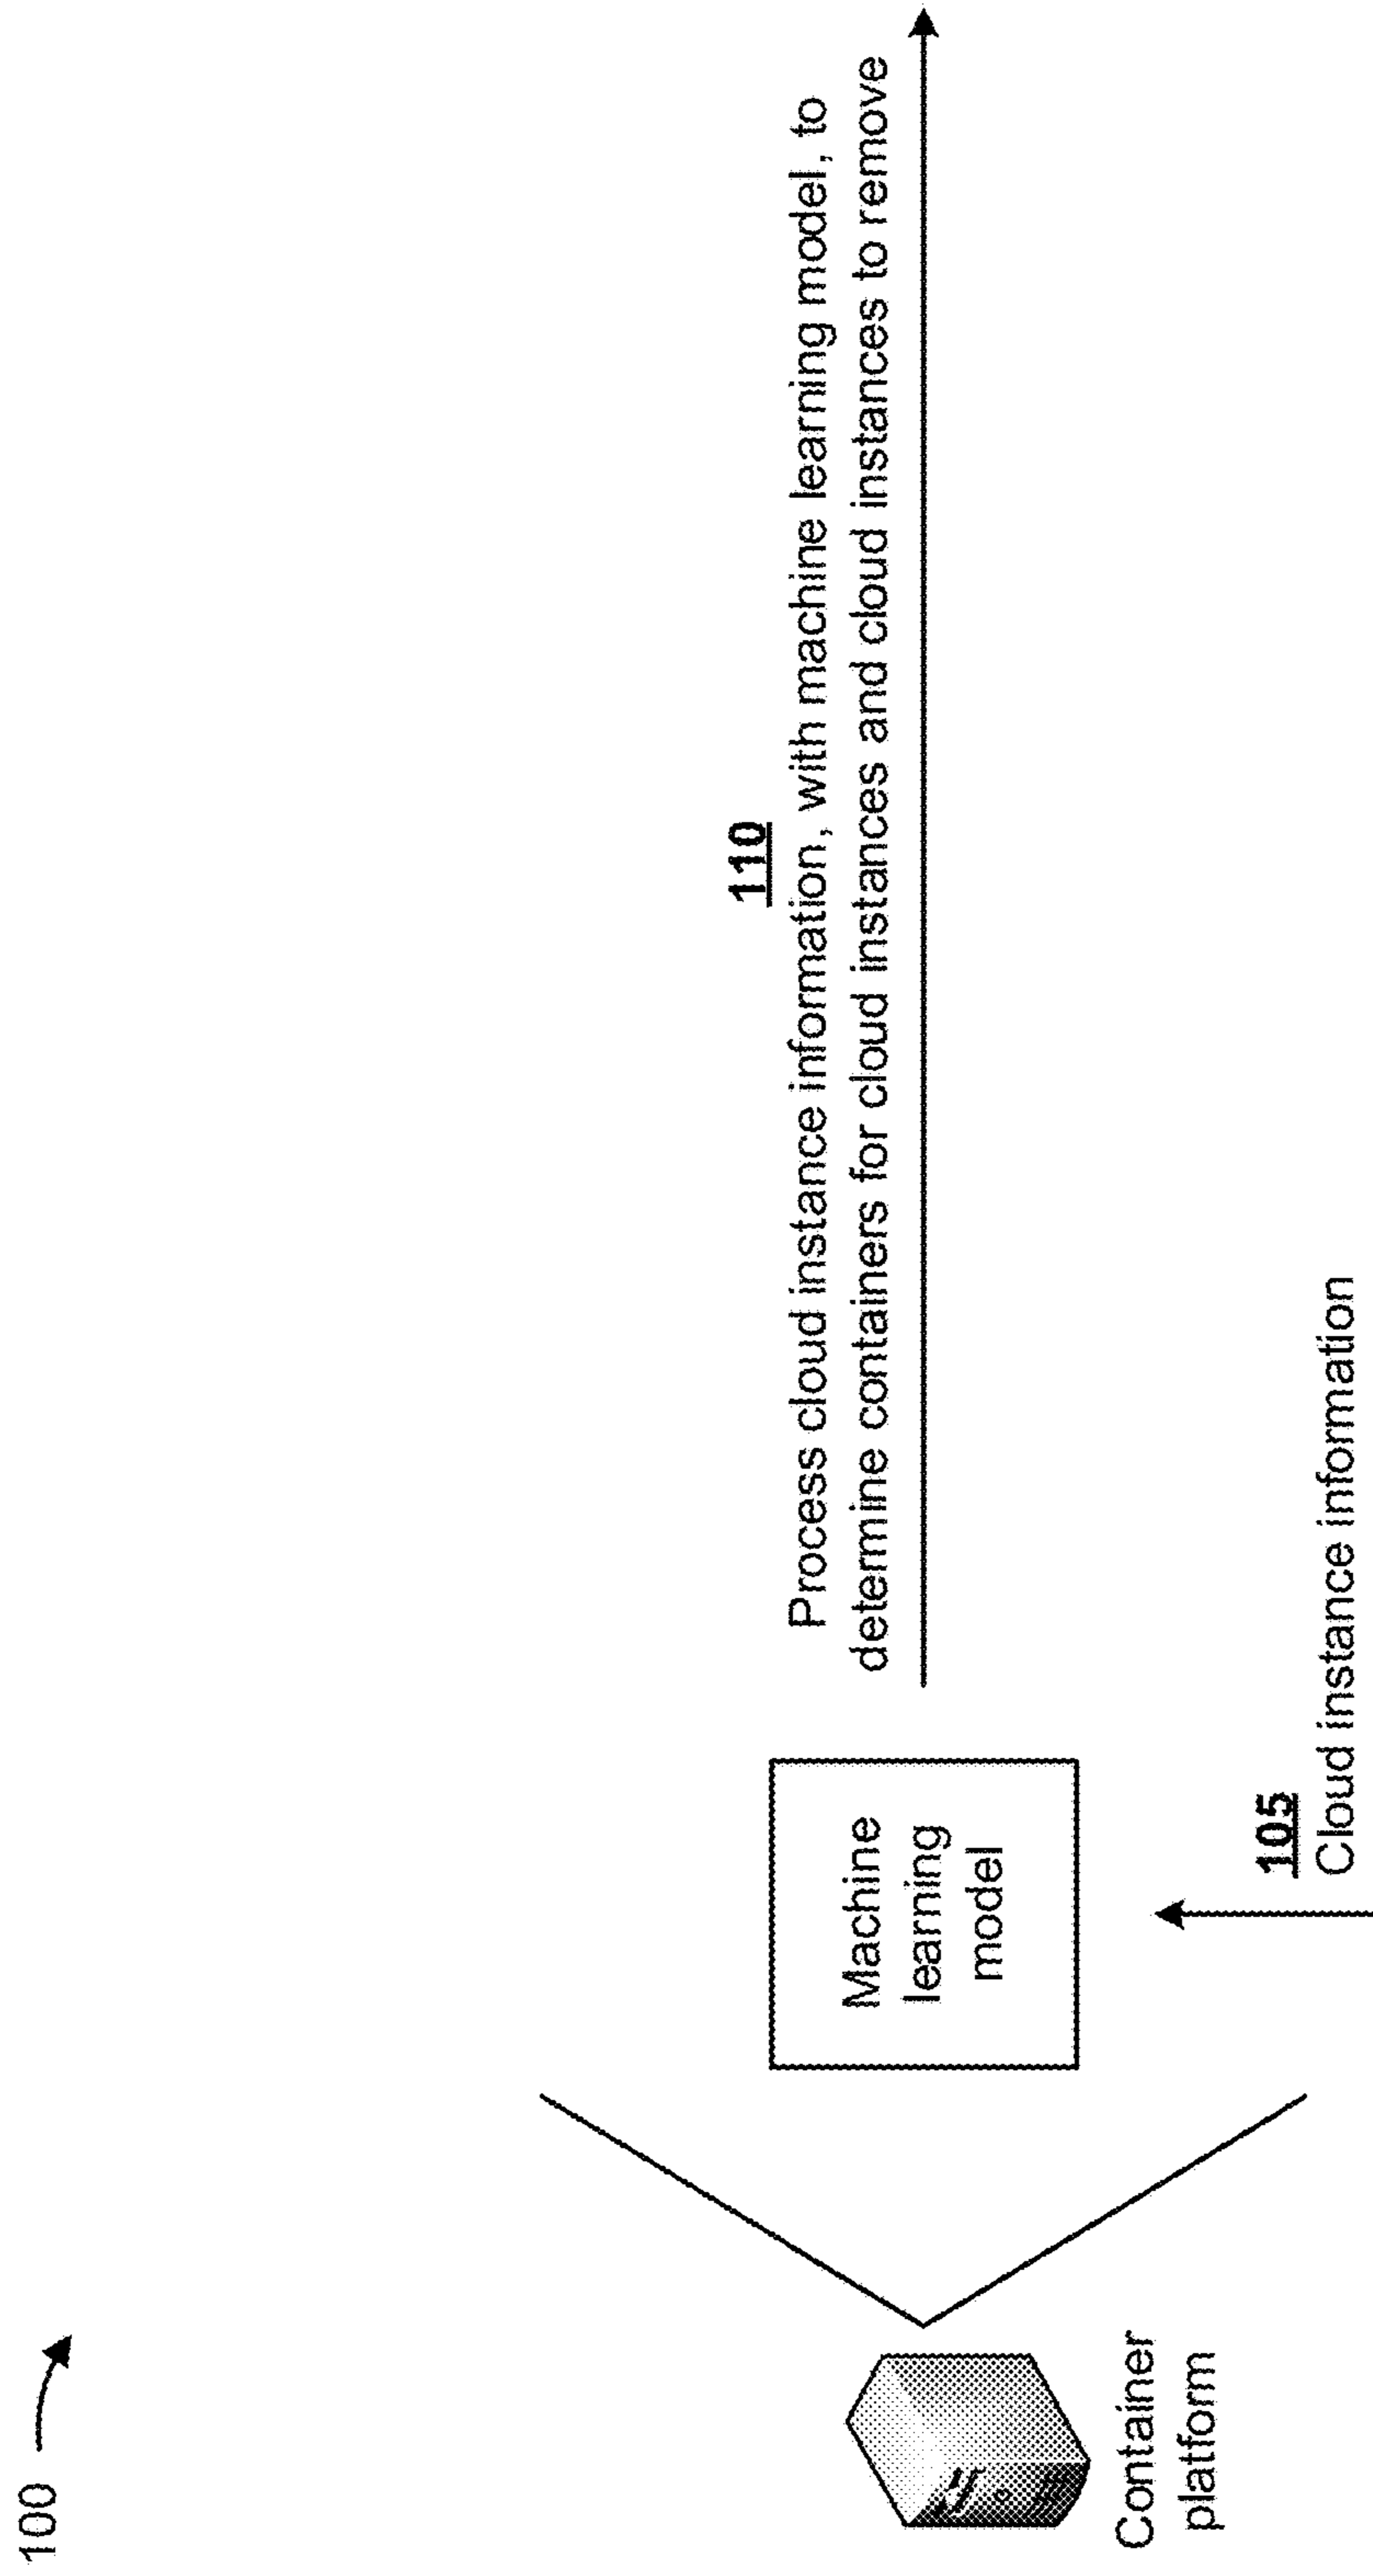 100
110
Process cloud instance information, with machine learning model, to
determine containers for cloud instances and cloud instances to remove
Machine
learning
model
Container
platform
105
Cloud instance information